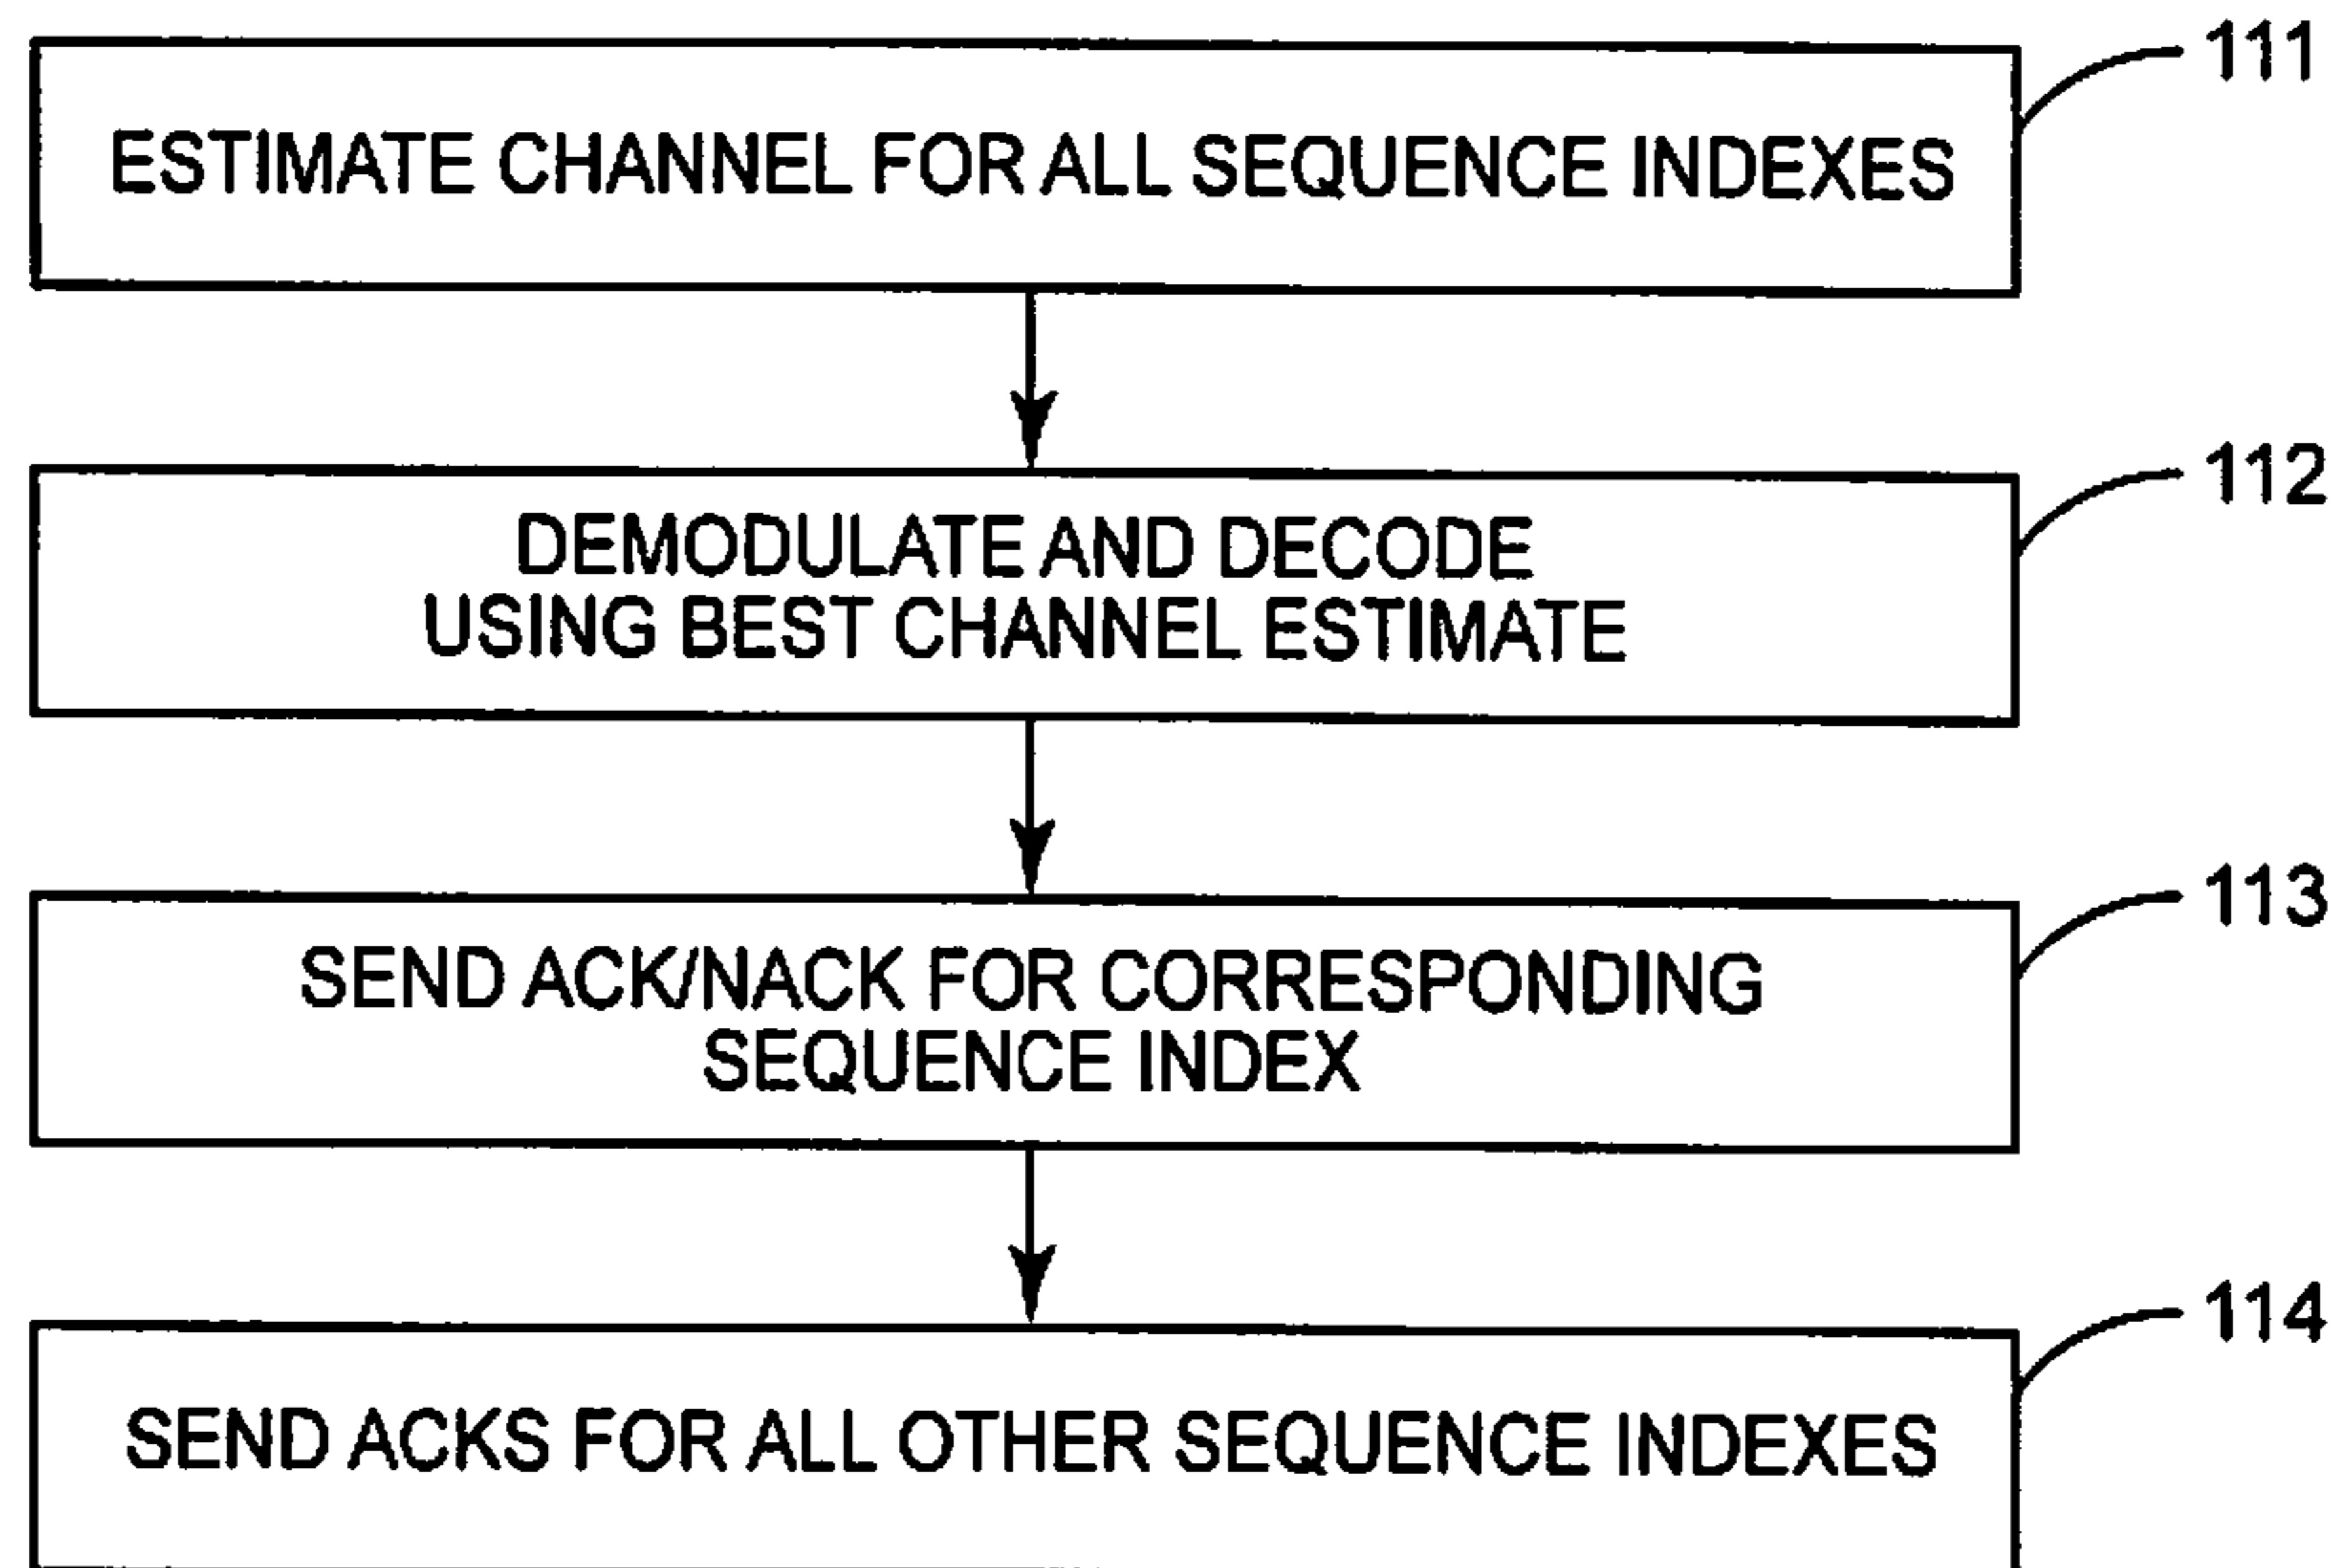 111
ESTIMATE CHANNEL FOR ALL SEQUENCE INDEXES
112
DEMODULATE AND DECODE
USING BEST CHANNEL ESTIMATE
113
SEND ACK/NACK FOR CORRESPONDING
SEQUENCE INDEX
114
SEND ACKS FOR ALL OTHER SEQUENCE INDEXES